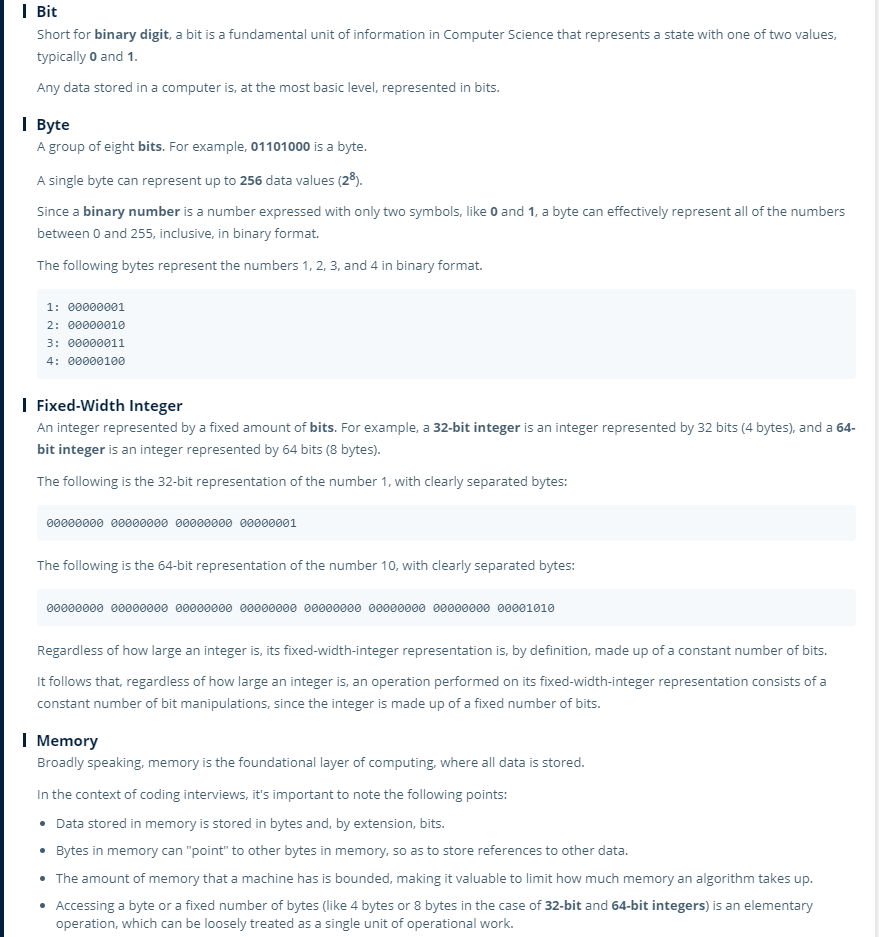 Bit
Short for binary digit, a bit is a fundamental unit of information in Computer Science that represents a state with one of two values,
typically 0 and 1.
Any data stored in a computer is, at the most basic level, represented in bits.
Byte
A group of eight bits. For example, 01101000 is a byte.
A single byte can represent up to 256 data values (2⁸).
Since a binary number is a number expressed with only two symbols, like 0 and 1, a byte can effectively represent all of the numbers
between 0 and 255, inclusive, in binary format.
The following bytes represent the numbers 1, 2, 3, and 4 in binary format.
1: 00000001
2: 00000010
3: 00000011
4: 00000100
Fixed-Width Integer
An integer represented by a fixed amount of bits. For example, a 32-bit integer is an integer represented by 32 bits (4 bytes), and a 64-
bit integer is an integer represented by 64 bits (8 bytes).
The following is the 32-bit representation of the number 1, with clearly separated bytes:
00000000 00000000 00000000 00000001
The following is the 64-bit representation of the number 10, with clearly separated bytes:
00000000 00000000 00000000 00000000 00000000 00000000 00000000 00001010
Regardless of how large an integer is, its fixed-width-integer representation is, by definition, made up of a constant number of bits.
It follows that, regardless of how large an integer is, an operation performed on its fixed-width-integer representation consists of a
constant number of bit manipulations, since the integer is made up of a fixed number of bits.
Memory
Broadly speaking, memory is the foundational layer of computing, where all data is stored.
In the context of coding interviews, it's important to note the following points:
• Data stored in memory is stored in bytes and, by extension, bits.
• Bytes in memory can "point" to other bytes in memory, so as to store references to other data.
• The amount of memory that a machine has is bounded, making it valuable to limit how much memory an algorithm takes up.
• Accessing a byte or a fixed number of bytes (like 4 bytes or 8 bytes in the case of 32-bit and 64-bit integers) is an elementary
operation, which can be loosely treated as a single unit of operational work.